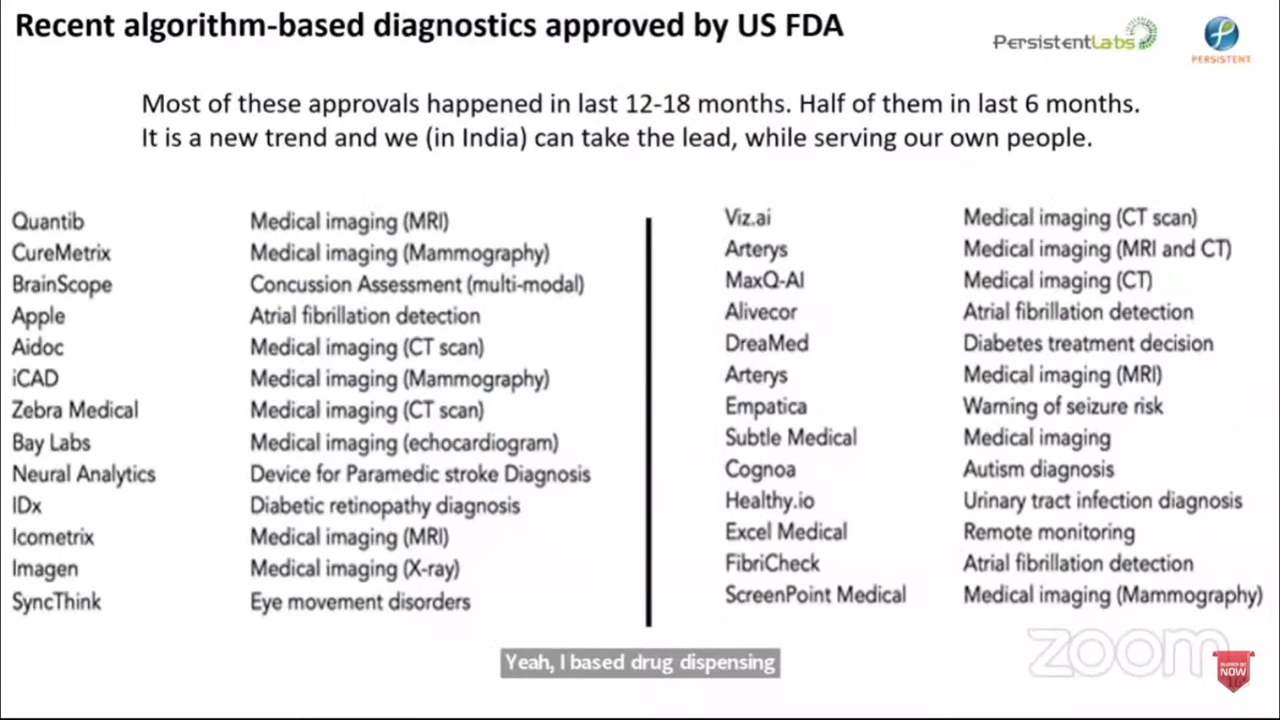 Recent algorithm-based diagnostics approved by US FDA
PersistentLabs
PERSISTENT
Most of these approvals happened in last 12-18 months. Half of them in last 6 months.
It is a new trend and we (in India) can take the lead, while serving our own people.
Quantib Medical imaging (MRI)
CureMetrix Medical imaging (Mammography)
BrainScope Concussion Assessment (multi-modal)
Apple Atrial fibrillation detection
Aidoc Medical imaging (CT scan)
iCAD Medical imaging (Mammography)
Zebra Medical Medical imaging (CT scan)
Bay Labs Medical imaging (echocardiogram)
Neural Analytics Device for Paramedic stroke Diagnosis
IDx Diabetic retinopathy diagnosis
Icometrix Medical imaging (MRI)
Imagen Medical imaging (X-ray)
SyncThink Eye movement disorders
Viz.ai Medical imaging (CT scan)
Arterys Medical imaging (MRI and CT)
MaxQ-AI Medical imaging (CT)
Alivecor Atrial fibrillation detection
DreaMed Diabetes treatment decision
Arterys Medical imaging (MRI)
Empatica Warning of seizure risk
Subtle Medical Medical imaging
Cognoa Autism diagnosis
Healthy.io Urinary tract infection diagnosis
Excel Medical Remote monitoring
FibriCheck Atrial fibrillation detection
ScreenPoint Medical Medical imaging (Mammography)
zoom
NOW
Yeah, I based drug dispensing